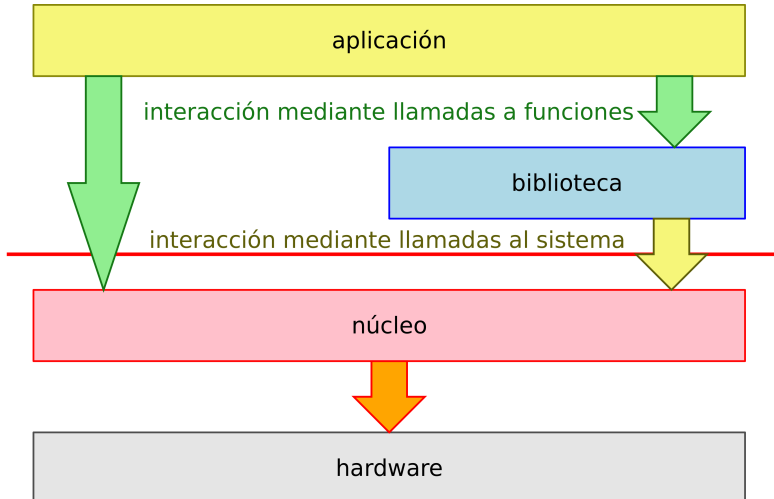 aplicación
interacción mediante llamadas a funciones
biblioteca
interacción mediante llamadas al sistema
núcleo
hardware